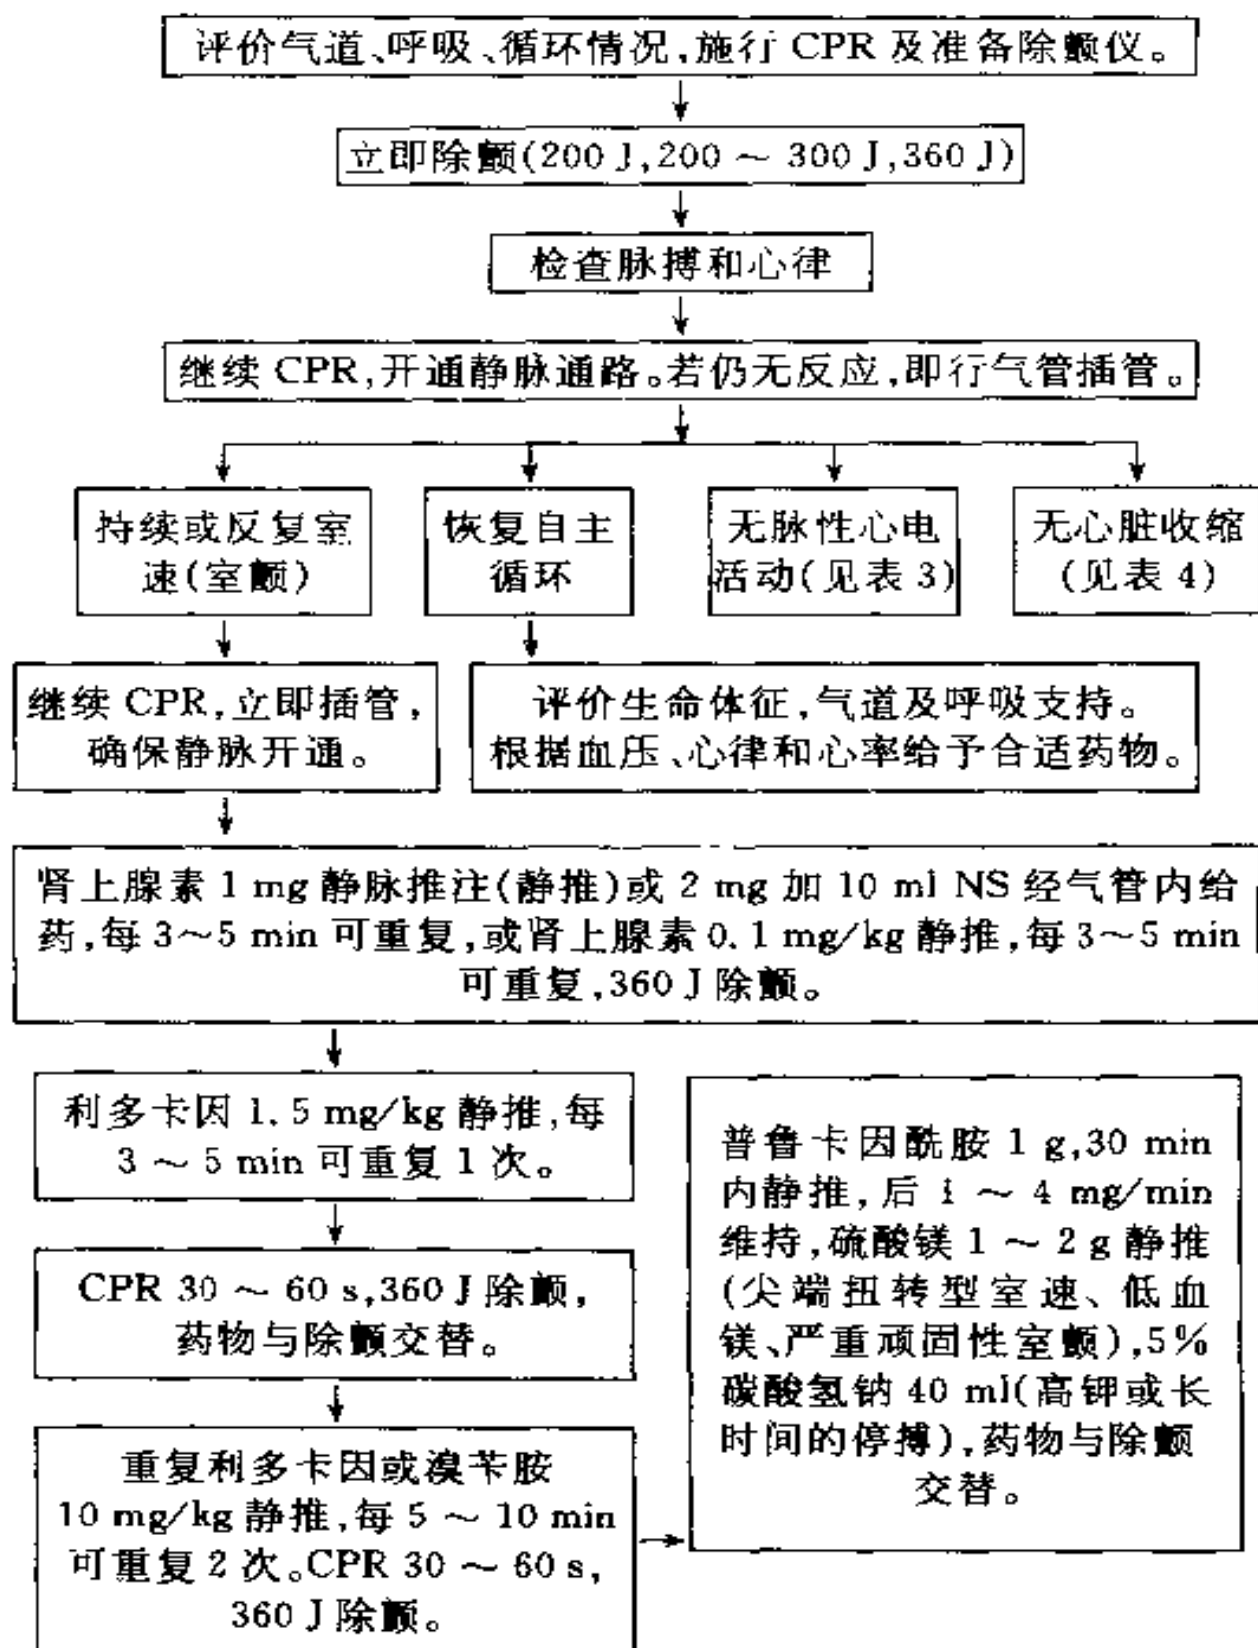 评价气道、呼吸、循环情况,施行 CPR 及准备除颤仪。
立即除颤(200 J,200 ~ 300 J,360 J)
检查脉搏和心律
继续 CPR,开通静脉通路。若仍无反应,即行气管插管。
持续或反复室
速(室颤)
恢复自主
循环
无脉性心电
活动(见表 3)
无心脏收缩
(见表 4)
继续 CPR,立即插管,
确保静脉开通。
评价生命体征,气道及呼吸支持。
根据血压、心律和心率给予合适药物。
肾上腺素 1 mg 静脉推注(静推)或 2 mg 加 10 ml NS 经气管内给
药,每 3~5 min 可重复,或肾上腺素 0.1 mg/kg 静推,每 3~5 min
可重复,360 J 除颤。
利多卡因 1.5 mg/kg 静推,每
3 ~ 5 min 可重复 1 次。
CPR 30 ~ 60 s,360 J 除颤,
药物与除颤交替。
重复利多卡因或溴苄胺
10 mg/kg 静推,每 5 ~ 10 min
可重复 2 次。CPR 30 ~ 60 s,
360 J 除颤。
普鲁卡因酰胺 1 g,30 min
内静推,后 1 ~ 4 mg/min
维持,硫酸镁 1 ~ 2 g 静推
(尖端扭转型室速、低血
镁、严重顽固性室颤),5%
碳酸氢钠 40 ml(高钾或长
时间的停搏),药物与除颤
交替。